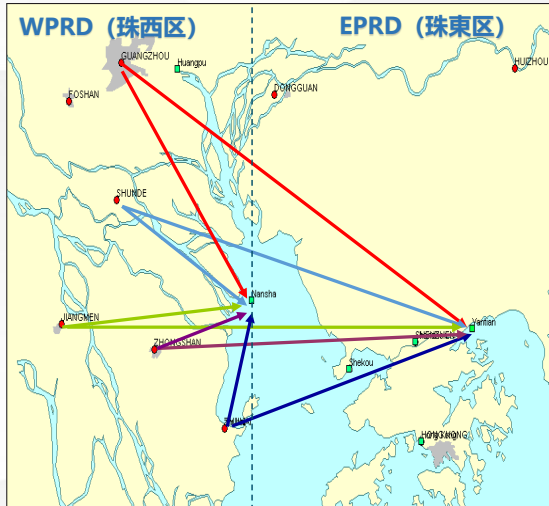 WPRD（珠西区）
EPRD（珠東区）
GUANGZHOU
Huangpu
HUIZHOU
FOSHAN
DONGGUAN
SHUNDE
Nansha
JIANGMEN
Yantian
ZHONGSHAN
SHENZHEN
Shekou
HONG KONG